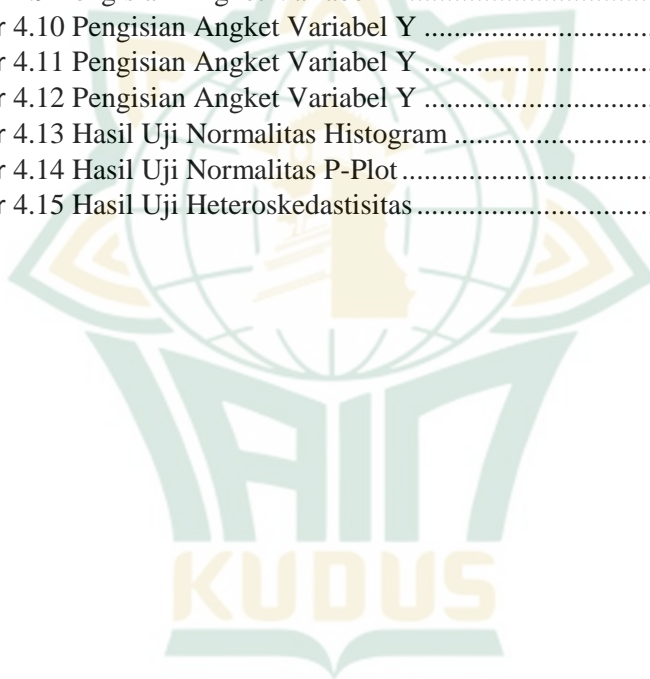 r 4.10 Pengisian Angket Variabel Y ...............................
r 4.11 Pengisian Angket Variabel Y ...............................
r 4.12 Pengisian Angket Variabel Y ...............................
r 4.13 Hasil Uji Normalitas Histogram ...........................
r 4.14 Hasil Uji Normalitas P-Plot ..................................
r 4.15 Hasil Uji Heteroskedastisitas ................................
IAIN
KUDUS